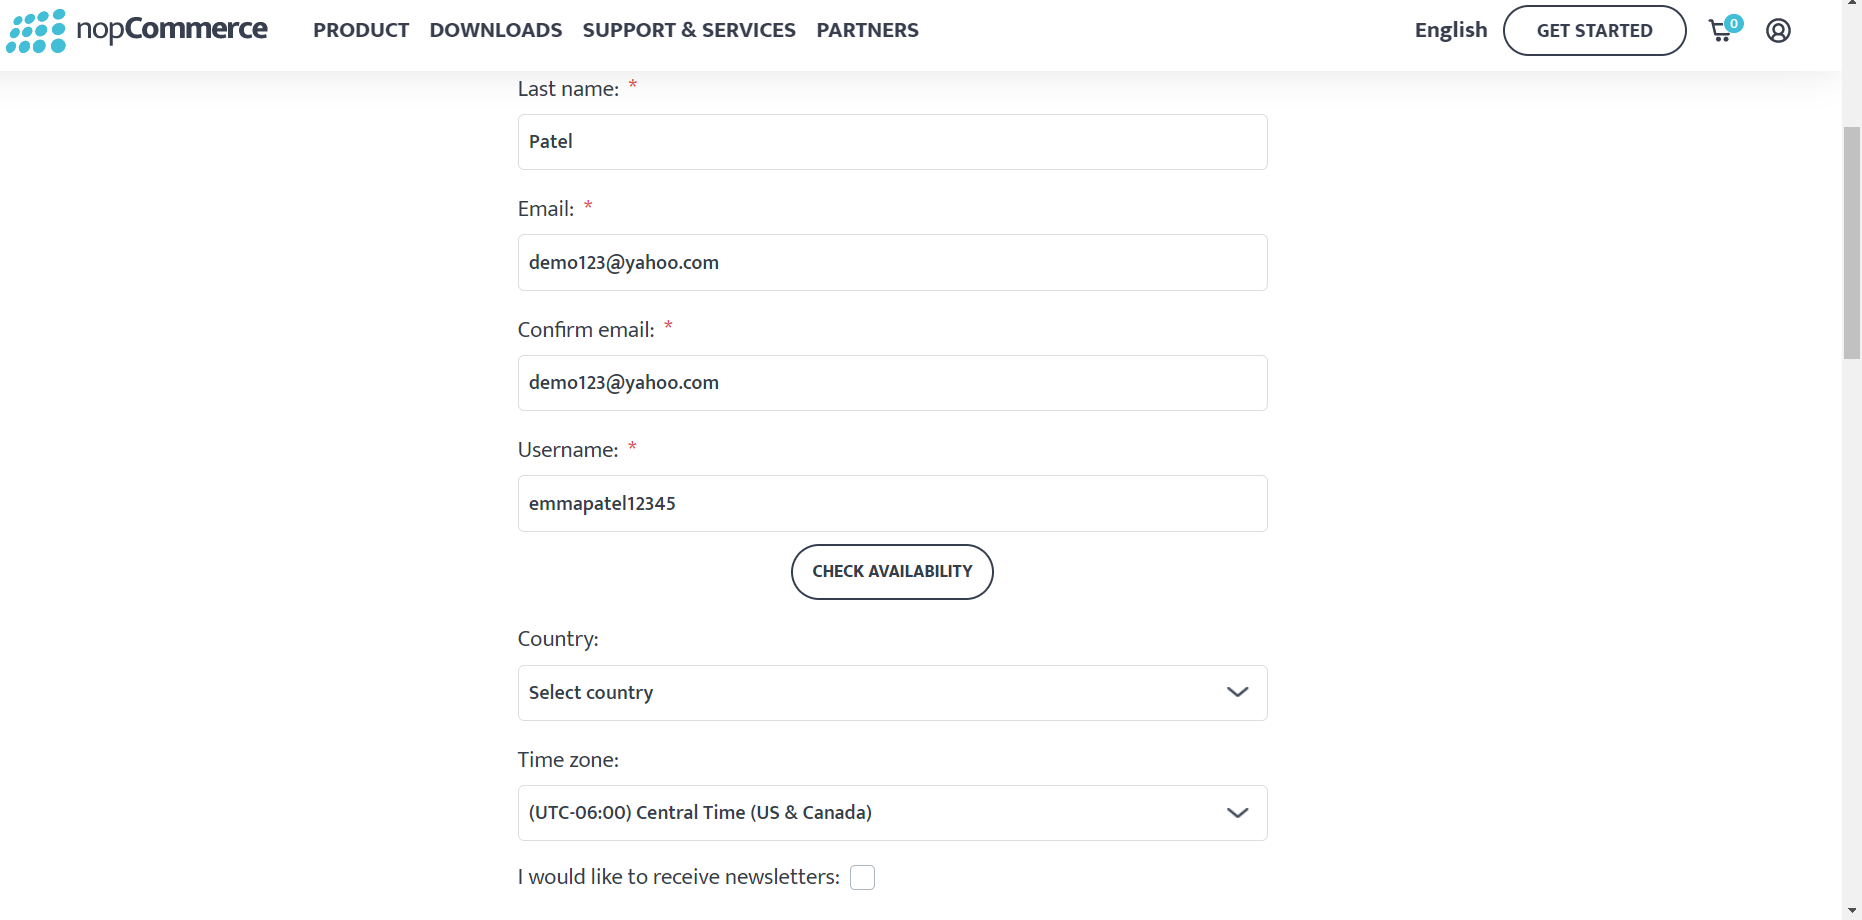 nopCommerce PRODUCT DOWNLOADS SUPPORT & SERVICES PARTNERS English GET STARTED 0
Last name: *
Patel
Email: *
demo123@yahoo.com
Confirm email: *
demo123@yahoo.com
Username: *
emmapatel12345
CHECK AVAILABILITY
Country:
Select country
Time zone:
(UTC-06:00) Central Time (US & Canada)
I would like to receive newsletters: